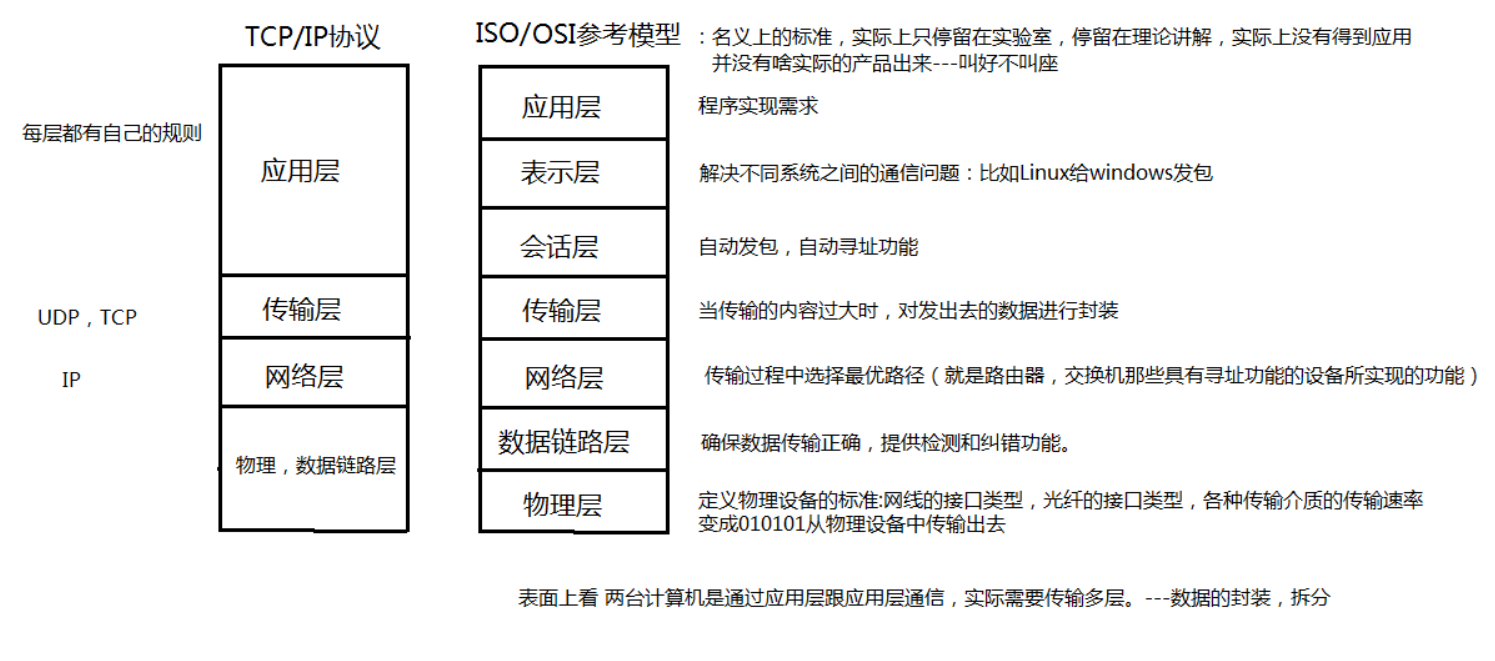 TCP/IP协议
ISO/OSI参考模型
：名义上的标准，实际上只停留在实验室，停留在理论讲解，实际上没有得到应用
并没有啥实际的产品出来---叫好不叫座
每层都有自己的规则
应用层
应用层
程序实现需求
表示层
解决不同系统之间的通信问题：比如Linux给windows发包
会话层
自动发包，自动寻址功能
UDP，TCP
传输层
传输层
当传输的内容过大时，对发出去的数据进行封装
IP
网络层
网络层
传输过程中选择最优路径（就是路由器，交换机那些具有寻址功能的设备所实现的功能）
物理，数据链路层
数据链路层
确保数据传输正确，提供检测和纠错功能。
物理层
定义物理设备的标准:网线的接口类型，光纤的接口类型，各种传输介质的传输速率
变成010101从物理设备中传输出去
表面上看 两台计算机是通过应用层跟应用层通信，实际需要传输多层。---数据的封装，拆分